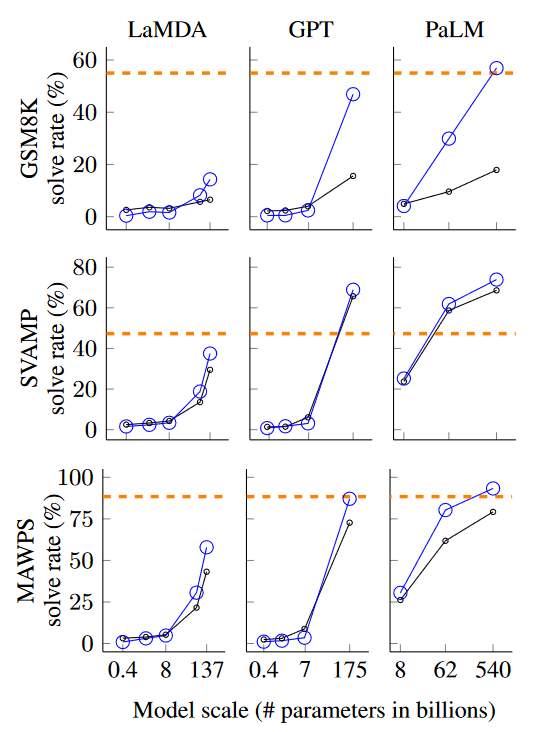 LaMDA GPT PaLM
GSM8K
solve rate (%)
60
40
20
0
SVAMP
solve rate (%)
80
60
40
20
0
MAWPS
solve rate (%)
100
75
50
25
0
0.4 8 137 0.4 7 175 8 62 540
Model scale (# parameters in billions)